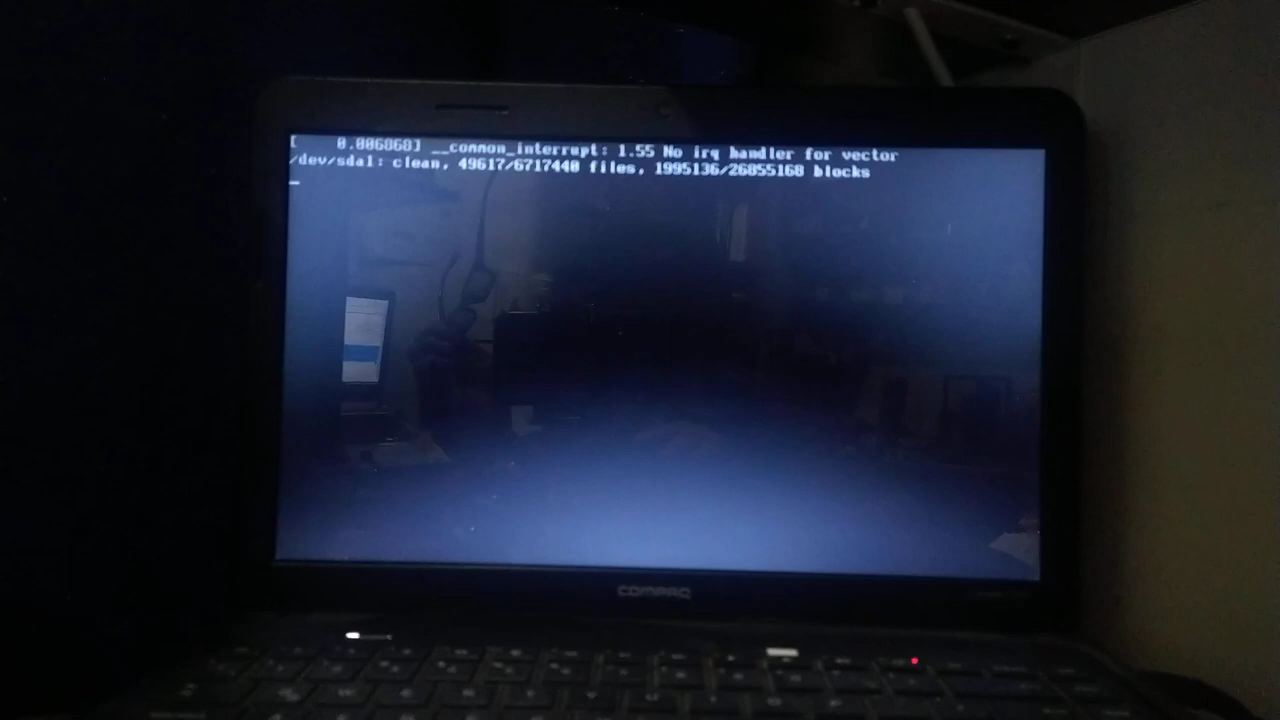 [    0.006068] __common_interrupt: 1.55 No irq handler for vector
/dev/sda1: clean, 49617/6717440 files, 1995136/26855168 blocks
COMPAQ